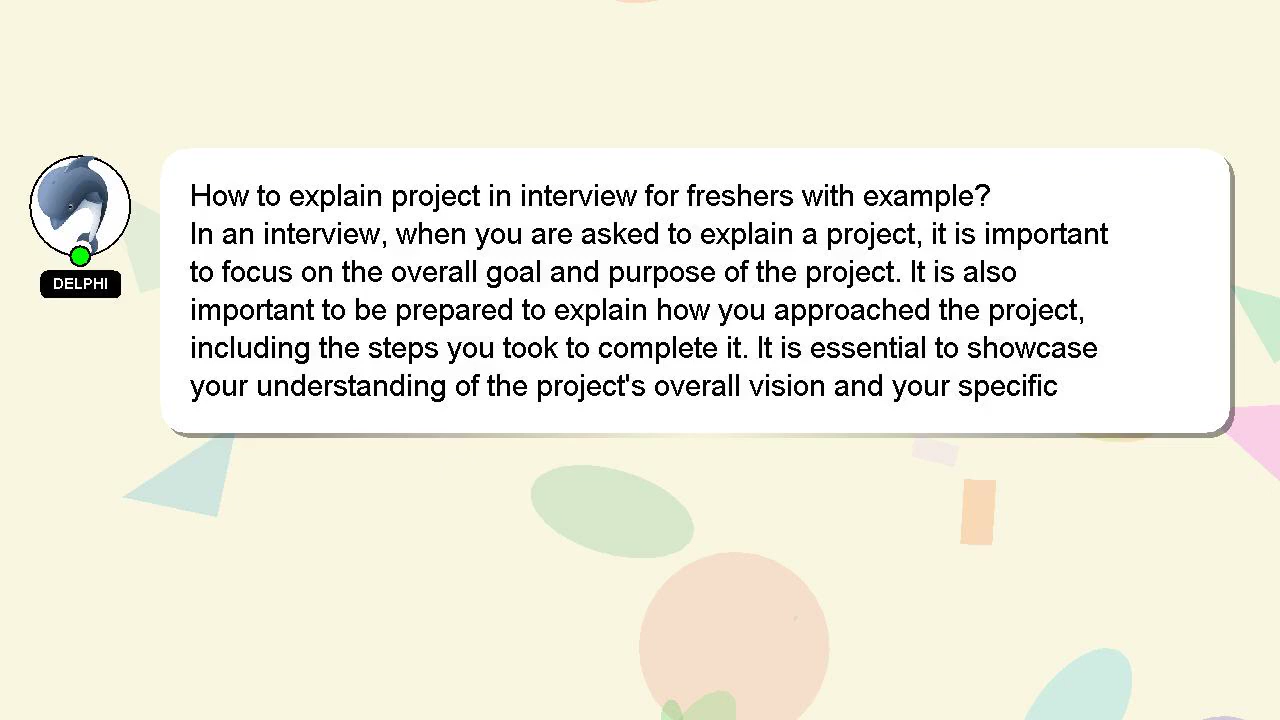 How to explain project in interview for freshers with example?
In an interview, when you are asked to explain a project, it is important
to focus on the overall goal and purpose of the project. It is also
important to be prepared to explain how you approached the project,
including the steps you took to complete it. It is essential to showcase
your understanding of the project's overall vision and your specific
DELPHI